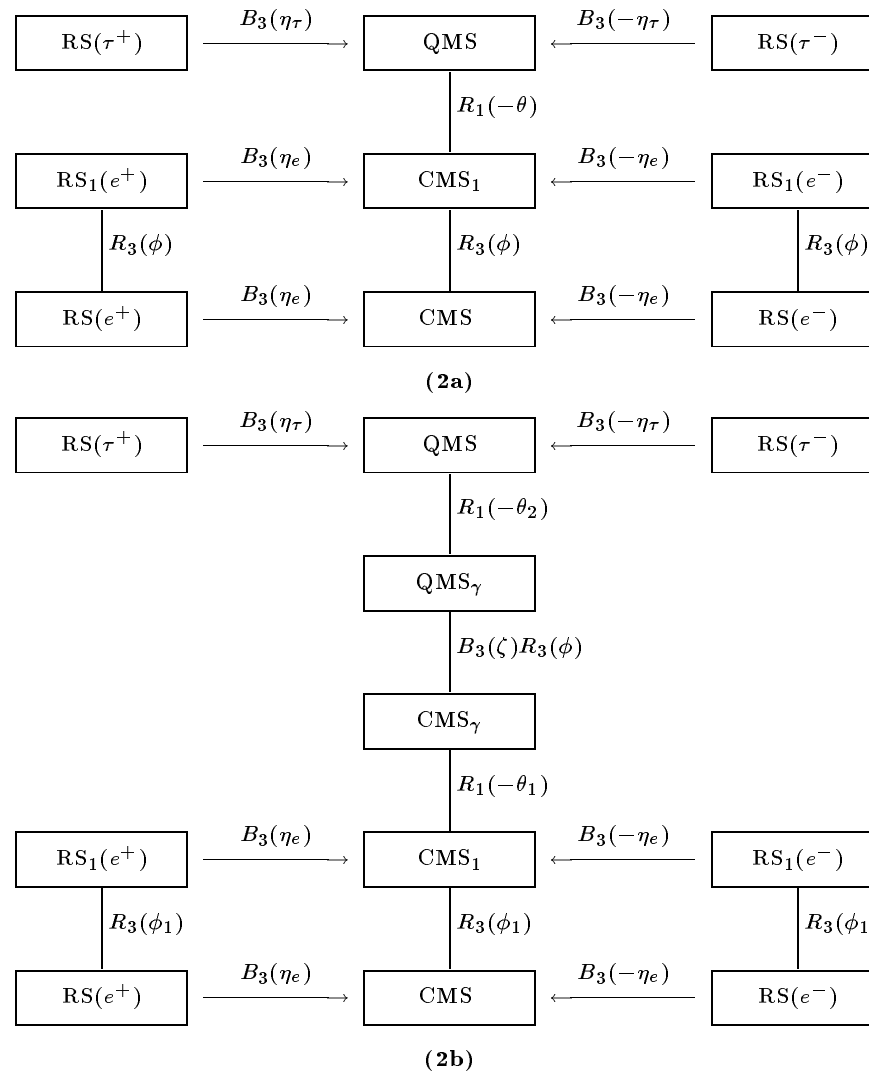 B₃(η_τ) B₃(−η_τ)
RS(τ⁺) QMS RS(τ⁻)
R₁(−θ)
B₃(η_e) B₃(−η_e)
RS₁(e⁺) CMS₁ RS₁(e⁻)
R₃(ϕ) R₃(ϕ) R₃(ϕ)
B₃(η_e) B₃(−η_e)
RS(e⁺) CMS RS(e⁻)
(2a)
B₃(η_τ) B₃(−η_τ)
RS(τ⁺) QMS RS(τ⁻)
R₁(−θ₂)
QMS_γ
B₃(ζ)R₃(ϕ)
CMS_γ
R₁(−θ₁)
B₃(η_e) B₃(−η_e)
RS₁(e⁺) CMS₁ RS₁(e⁻)
R₃(ϕ₁) R₃(ϕ₁) R₃(ϕ₁
B₃(η_e) B₃(−η_e)
RS(e⁺) CMS RS(e⁻)
(2b)